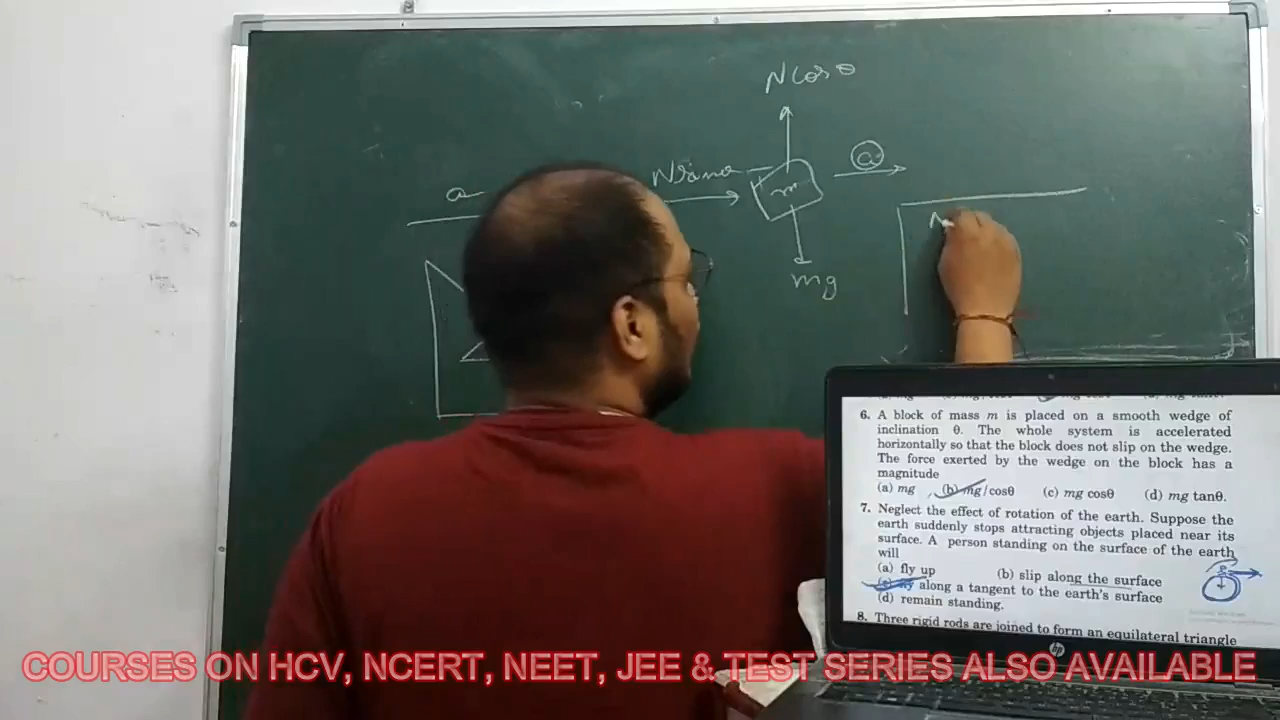 N cos θ
N sinθ
a
a
m
mg
N
6. A block of mass m is placed on a smooth wedge of
inclination θ. The whole system is accelerated
horizontally so that the block does not slip on the wedge.
The force exerted by the wedge on the block has a
magnitude
(a) mg (b) mg/cosθ (c) mg cosθ (d) mg tanθ.
7. Neglect the effect of rotation of the earth. Suppose the
earth suddenly stops attracting objects placed near its
surface. A person standing on the surface of the earth
will
(a) fly up (b) slip along the surface
(c) fly along a tangent to the earth's surface
(d) remain standing.
8. Three rigid rods are joined to form an equilateral triangle
hp
COURSES ON HCV, NCERT, NEET, JEE & TEST SERIES ALSO AVAILABLE